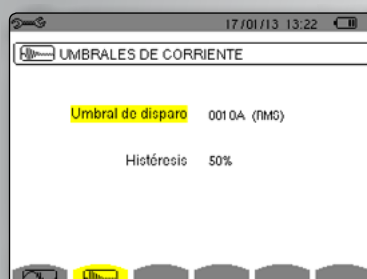 17/01/13 13:22
UMBRALES DE CORRIENTE
Umbral de disparo 0010A (RMS)
Histéresis 50%